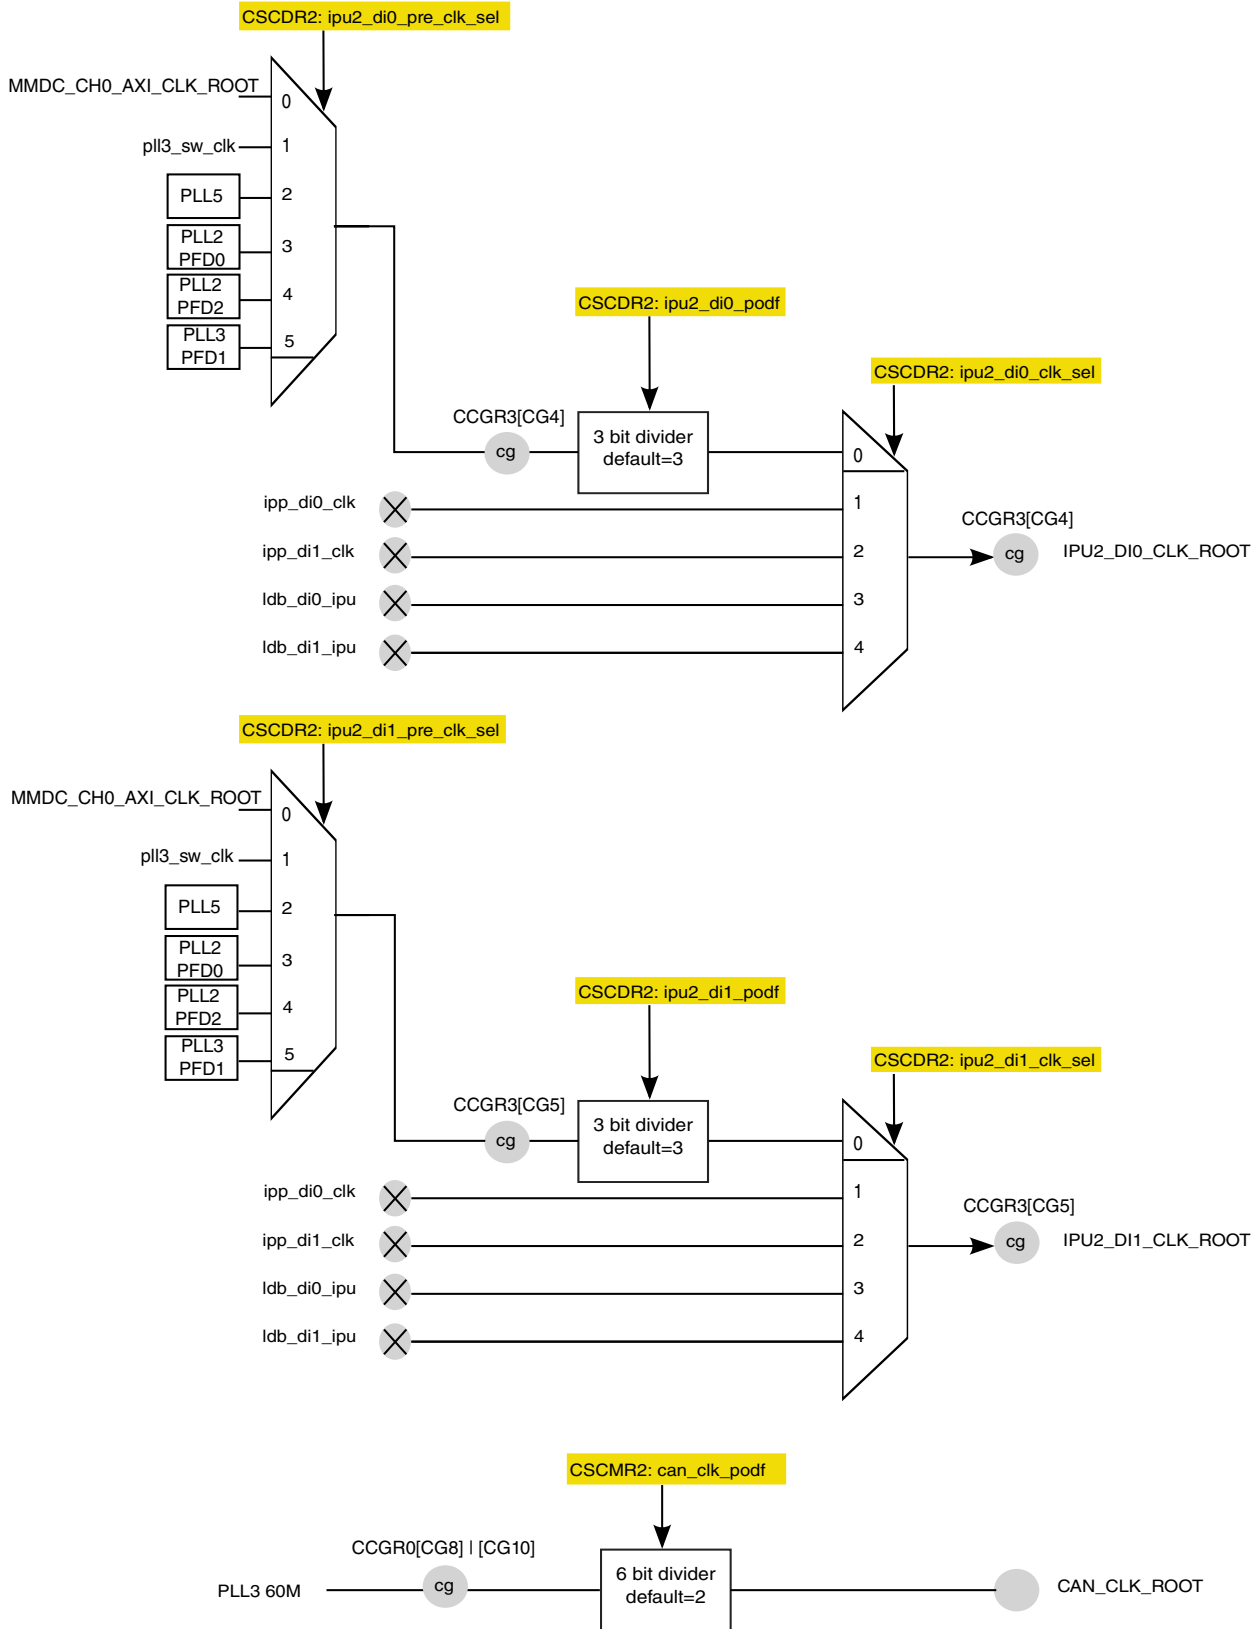 CSCDR2: ipu2_di0_pre_clk_sel
MMDC_CH0_AXI_CLK_ROOT
0
pll3_sw_clk
1
PLL5
2
PLL2
PFD0
3
PLL2
PFD2
4
PLL3
PFD1
5
CSCDR2: ipu2_di0_podf
CSCDR2: ipu2_di0_clk_sel
CCGR3[CG4]
cg
3 bit divider
default=3
0
ipp_di0_clk
1
ipp_di1_clk
2
ldb_di0_ipu
3
ldb_di1_ipu
4
CCGR3[CG4]
cg
IPU2_DI0_CLK_ROOT
CSCDR2: ipu2_di1_pre_clk_sel
MMDC_CH0_AXI_CLK_ROOT
0
pll3_sw_clk
1
PLL5
2
PLL2
PFD0
3
PLL2
PFD2
4
PLL3
PFD1
5
CSCDR2: ipu2_di1_podf
CSCDR2: ipu2_di1_clk_sel
CCGR3[CG5]
cg
3 bit divider
default=3
0
ipp_di0_clk
1
ipp_di1_clk
2
ldb_di0_ipu
3
ldb_di1_ipu
4
CCGR3[CG5]
cg
IPU2_DI1_CLK_ROOT
CSCMR2: can_clk_podf
CCGR0[CG8] | [CG10]
PLL3 60M
cg
6 bit divider
default=2
CAN_CLK_ROOT